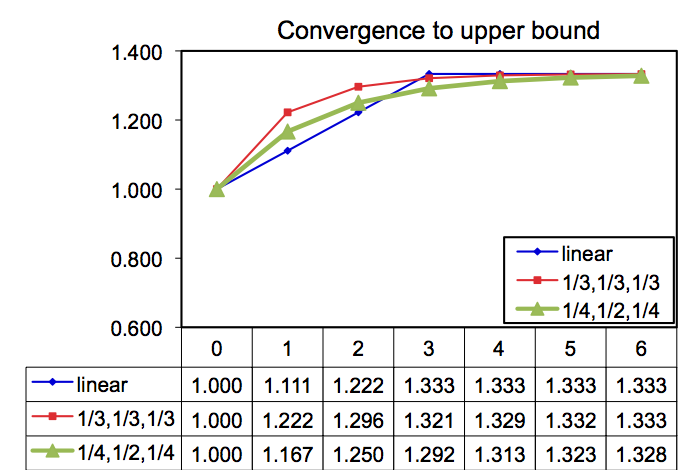 Convergence to upper bound
1.400
1.200
1.000
0.800
0.600
linear
1/3,1/3,1/3
1/4,1/2,1/4
0 1 2 3 4 5 6
linear 1.000 1.111 1.222 1.333 1.333 1.333 1.333
1/3,1/3,1/3 1.000 1.222 1.296 1.321 1.329 1.332 1.333
1/4,1/2,1/4 1.000 1.167 1.250 1.292 1.313 1.323 1.328